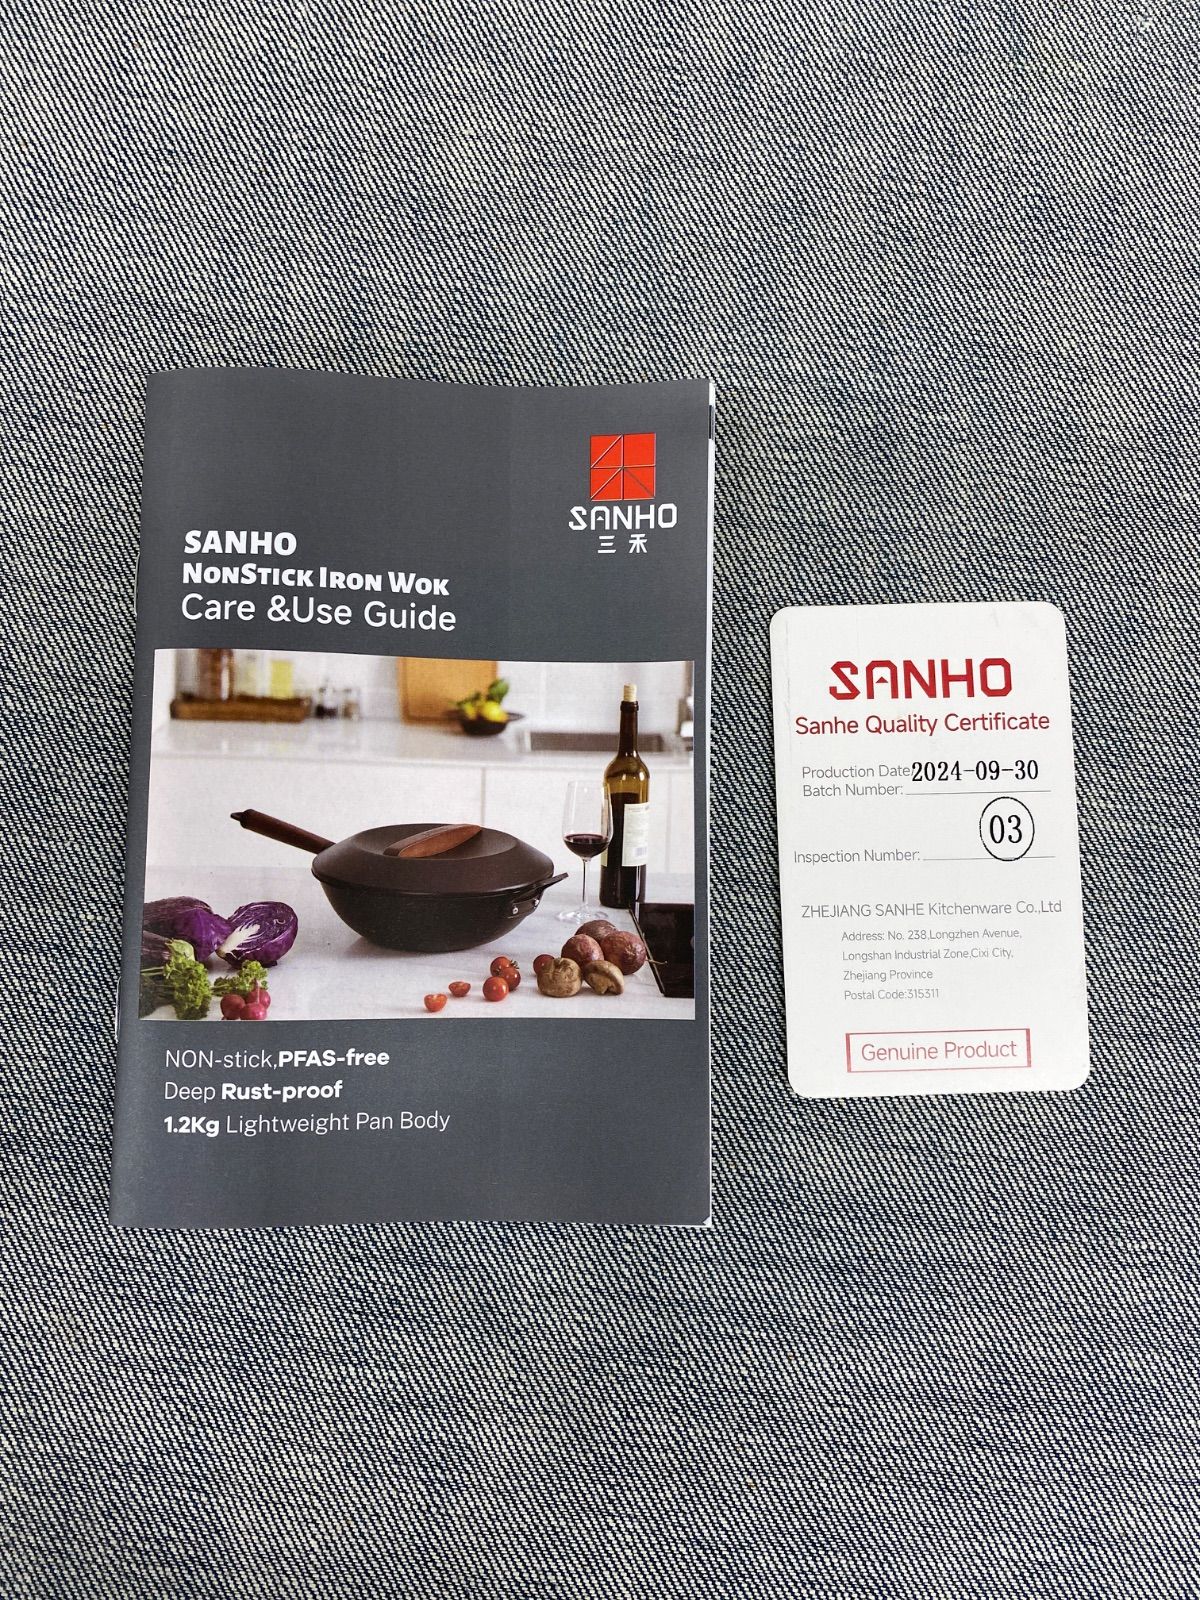 SANHO
三禾
SANHO
NonStick Iron Wok
Care &Use Guide
NON-stick,PFAS-free
Deep Rust-proof
1.2Kg Lightweight Pan Body
SANHO
Sanhe Quality Certificate
Production Date 2024-09-30
Batch Number:
03
Inspection Number:
ZHEJIANG SANHE Kitchenware Co.,Ltd
Address: No. 238,Longzhen Avenue,
Longshan Industrial Zone,Cixi City,
Zhejiang Province
Postal Code:315311
Genuine Product